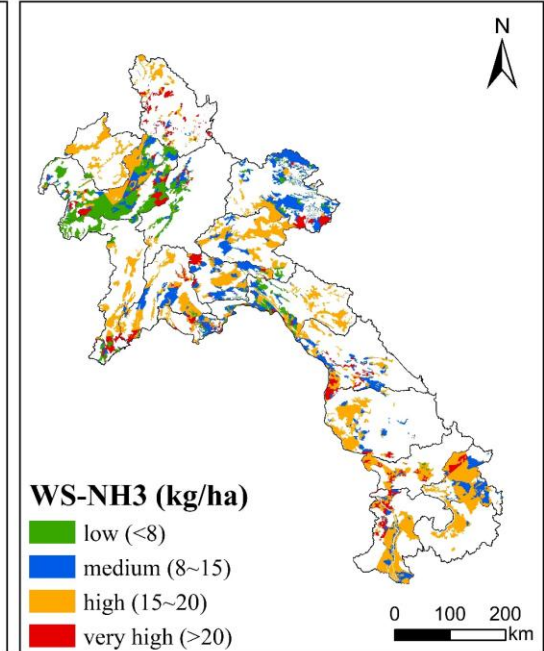 N
WS-NH3 (kg/ha)
low (<8)
medium (8~15)
high (15~20)
very high (>20)
0 100 200
km